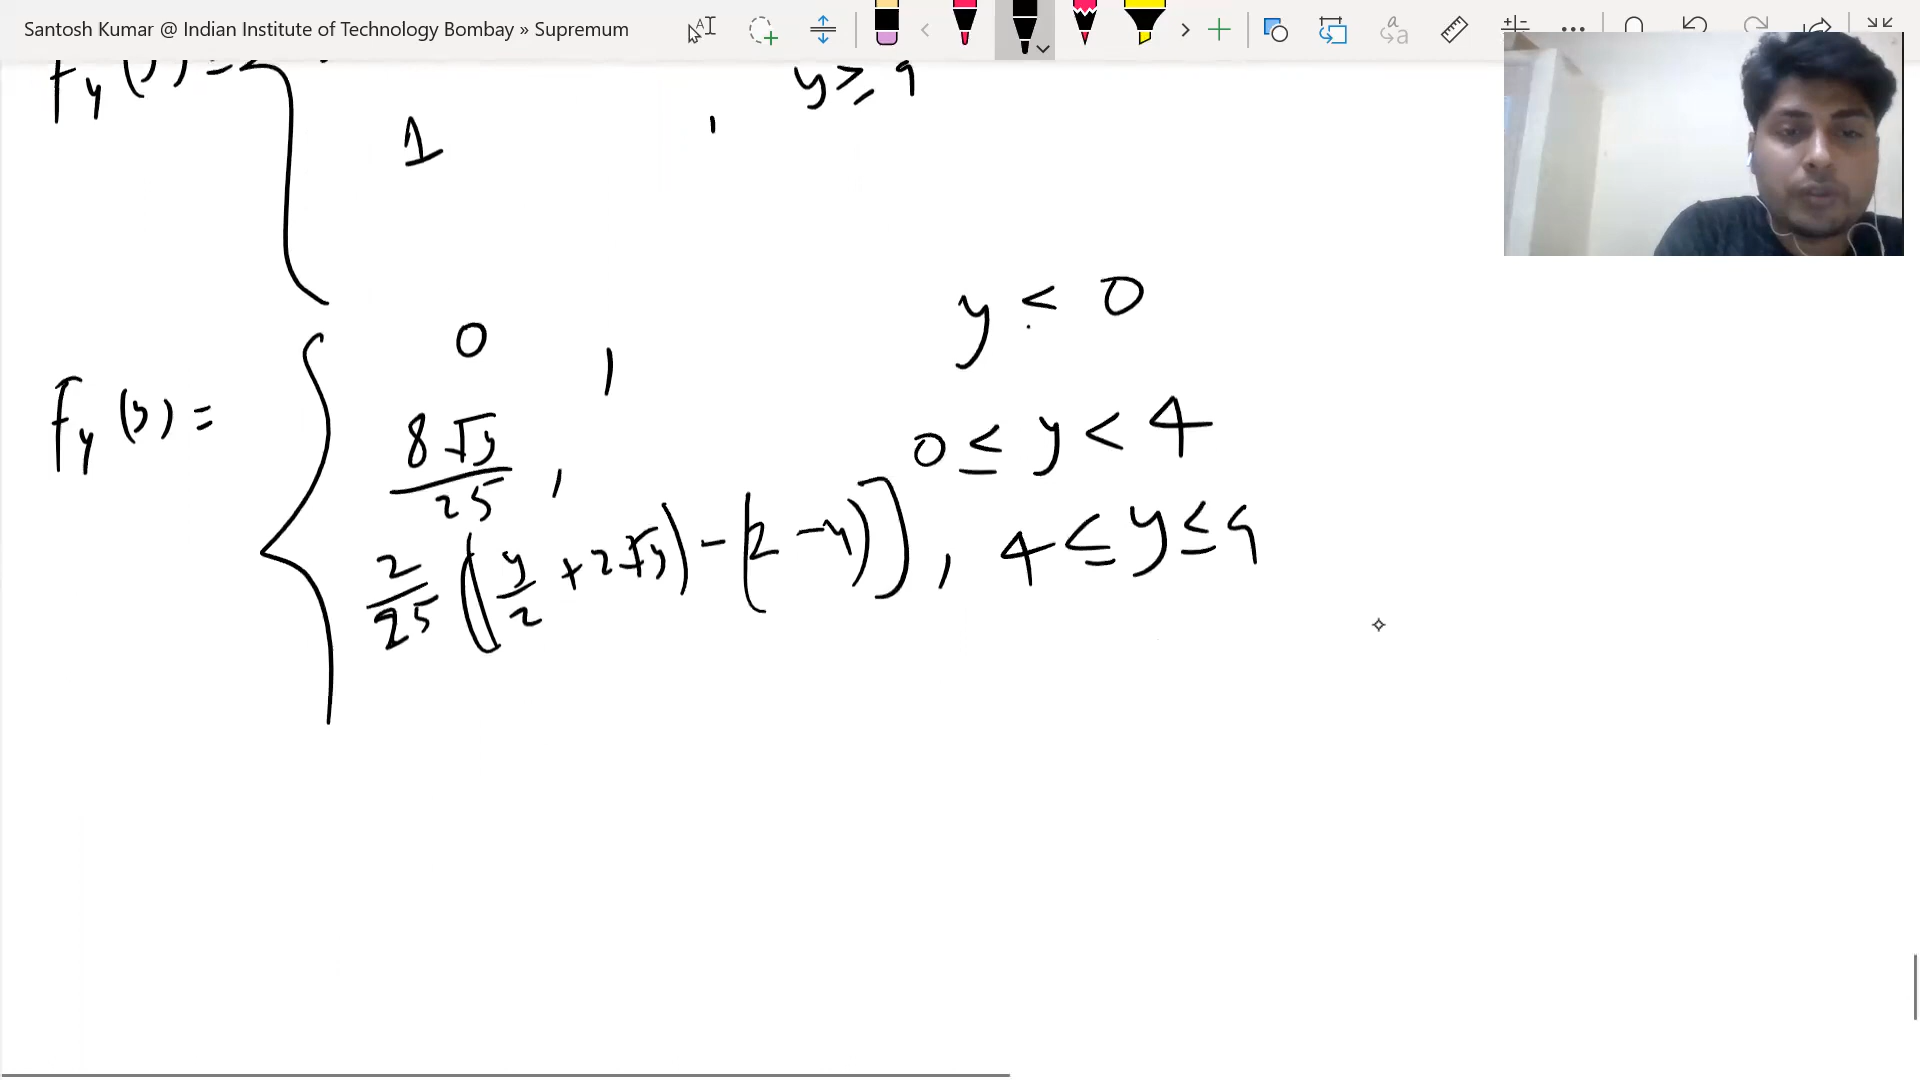 Santosh Kumar @ Indian Institute of Technology Bombay » Supremum
F_y(y) =
y ≥ 9
1 ,
0 , y < 0
F_y(y) =
8√y/25 , 0 ≤ y < 4
2/25 [(y/2 + 2√y) - (2 - 4)] , 4 ≤ y ≤ 9